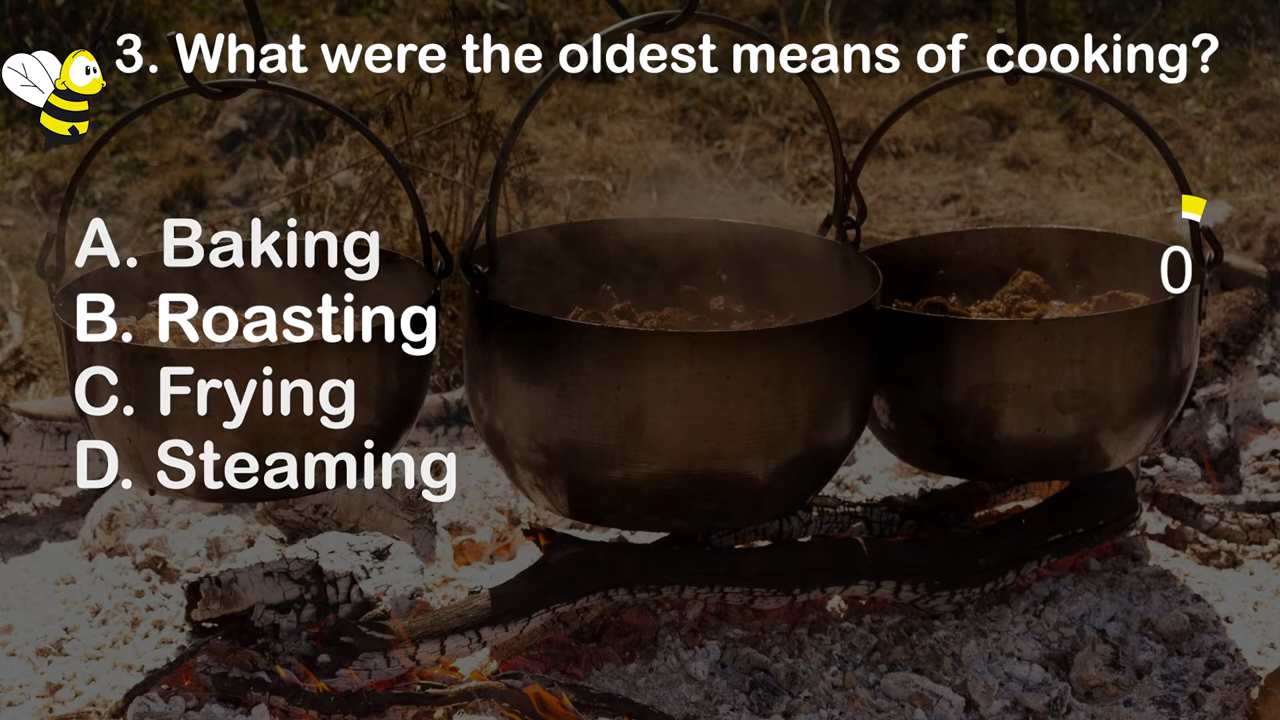 3. What were the oldest means of cooking?
A. Baking
B. Roasting
C. Frying
D. Steaming
0